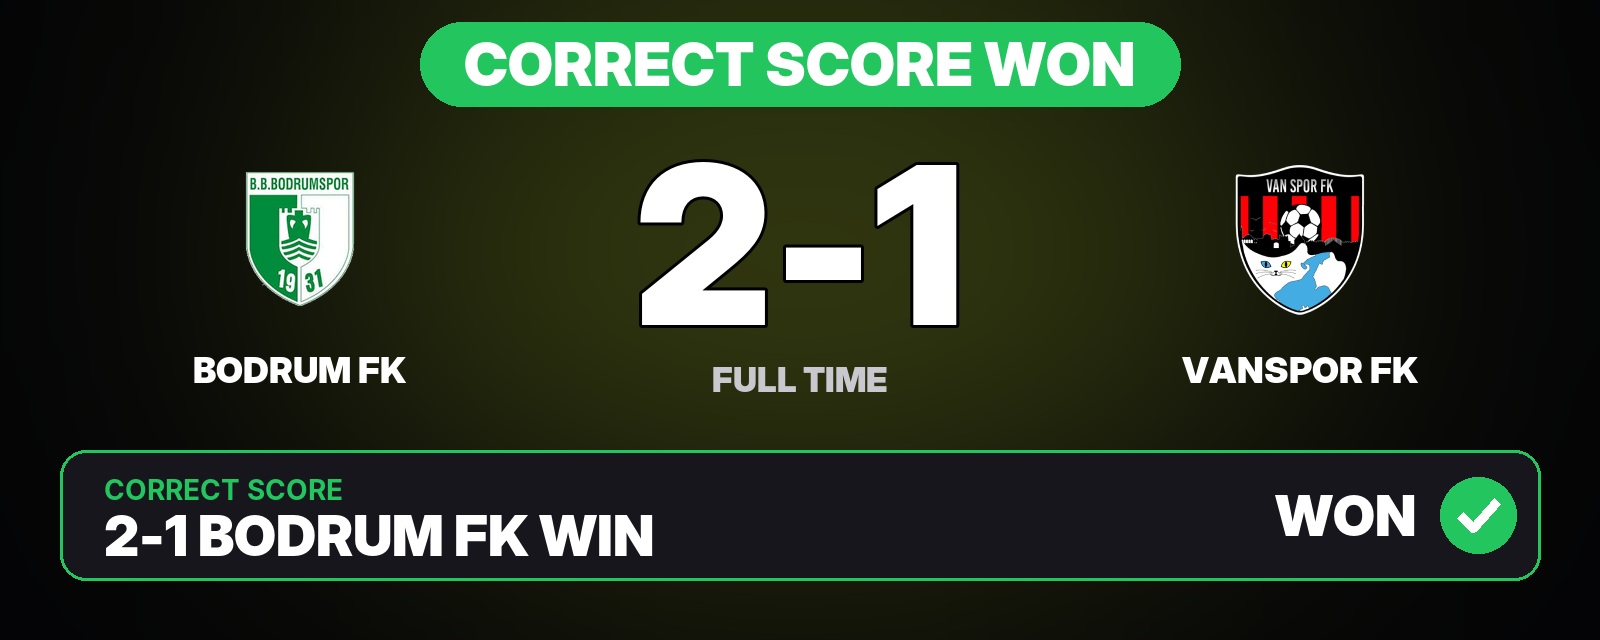 CORRECT SCORE WON
B.B.BODRUMSPOR
19 31
VAN SPOR FK
2-1
BODRUM FK
FULL TIME
VANSPOR FK
CORRECT SCORE
2-1 BODRUM FK WIN
WON